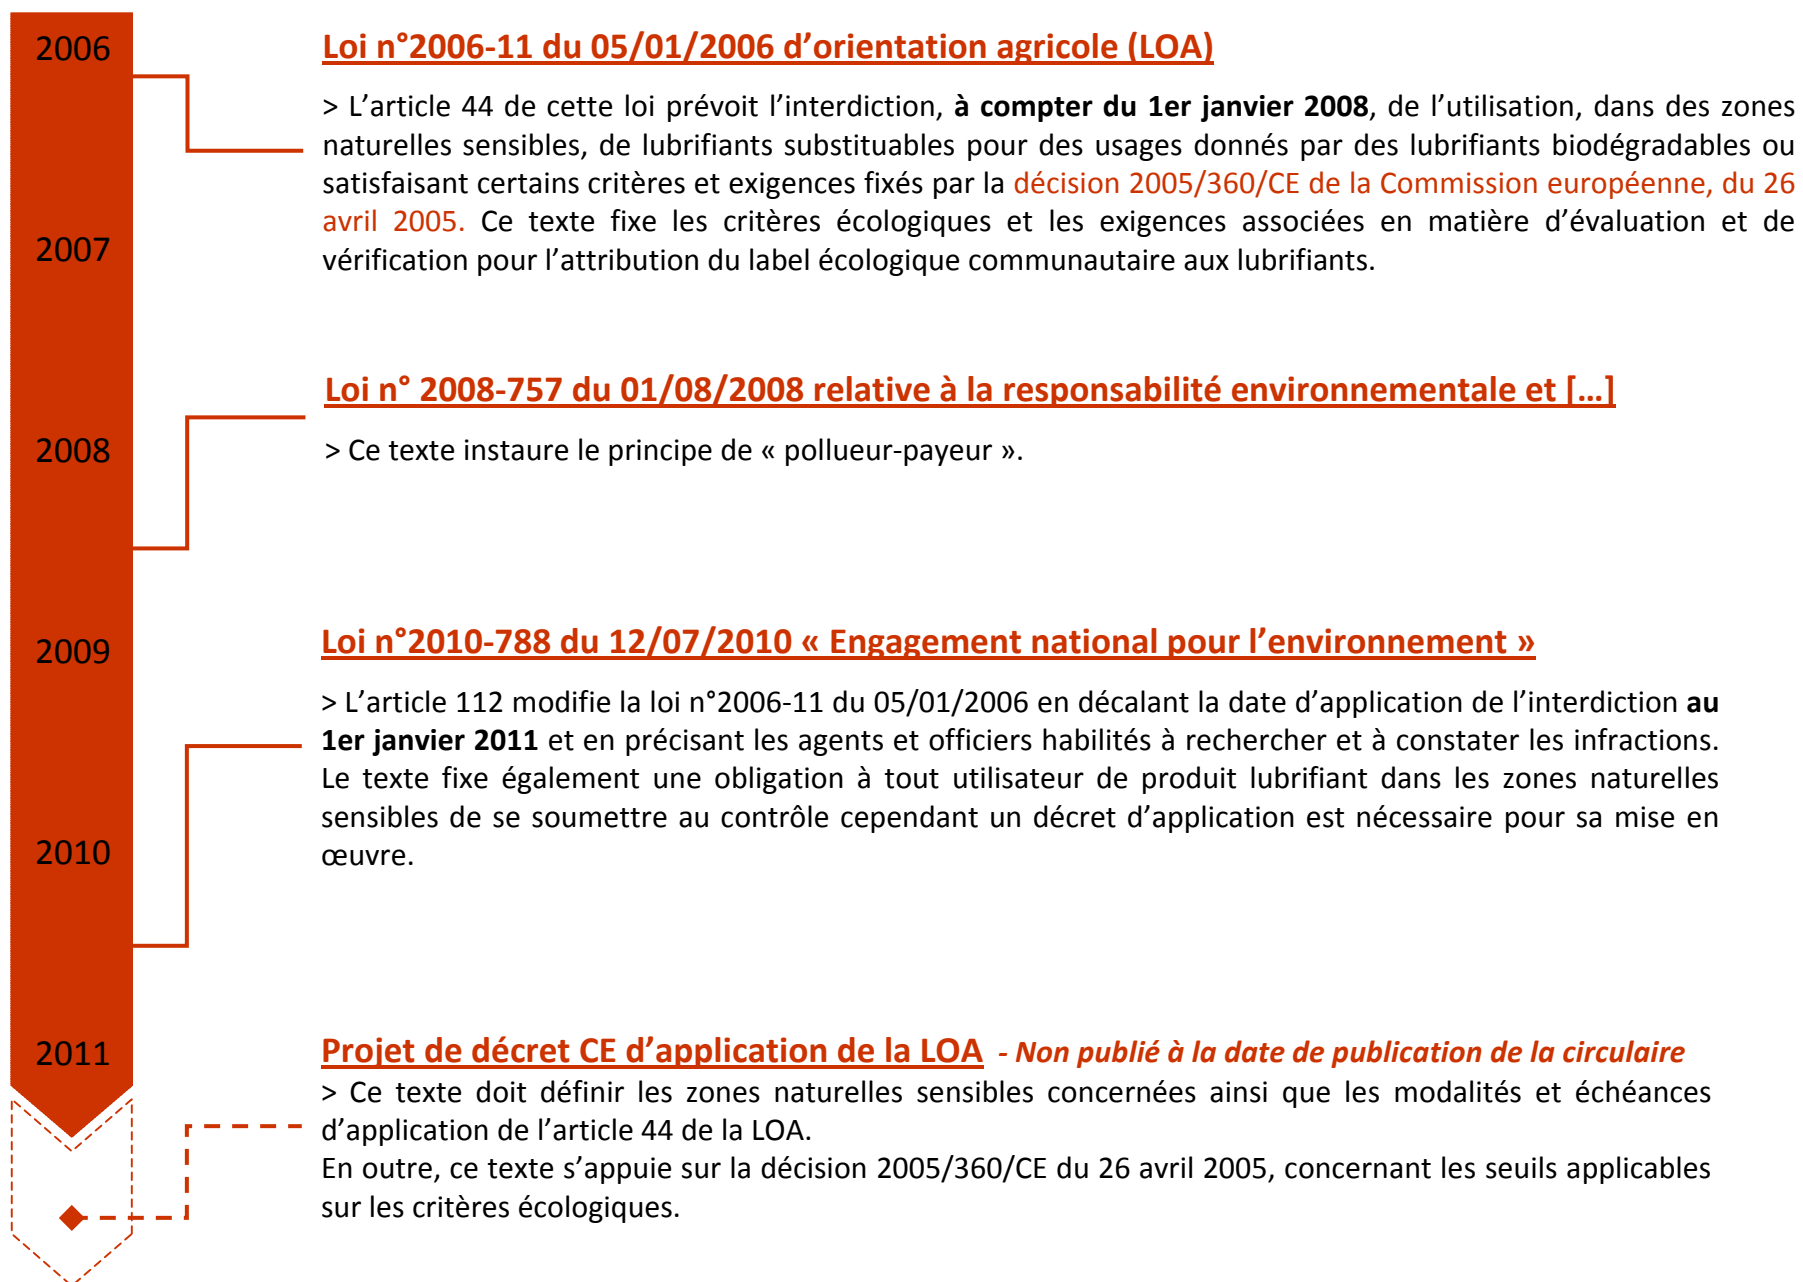 2006
Loi n°2006-11 du 05/01/2006 d’orientation agricole (LOA)
> L’article 44 de cette loi prévoit l’interdiction, à compter du 1er janvier 2008, de l’utilisation, dans des zones
naturelles sensibles, de lubrifiants substituables pour des usages donnés par des lubrifiants biodégradables ou
satisfaisant certains critères et exigences fixés par la décision 2005/360/CE de la Commission européenne, du 26
avril 2005. Ce texte fixe les critères écologiques et les exigences associées en matière d’évaluation et de
vérification pour l’attribution du label écologique communautaire aux lubrifiants.
2007
Loi n° 2008-757 du 01/08/2008 relative à la responsabilité environnementale et […]
2008
> Ce texte instaure le principe de « pollueur-payeur ».
2009
Loi n°2010-788 du 12/07/2010 « Engagement national pour l’environnement »
> L’article 112 modifie la loi n°2006-11 du 05/01/2006 en décalant la date d’application de l’interdiction au
1er janvier 2011 et en précisant les agents et officiers habilités à rechercher et à constater les infractions.
Le texte fixe également une obligation à tout utilisateur de produit lubrifiant dans les zones naturelles
sensibles de se soumettre au contrôle cependant un décret d’application est nécessaire pour sa mise en
œuvre.
2010
2011
Projet de décret CE d’application de la LOA - Non publié à la date de publication de la circulaire
> Ce texte doit définir les zones naturelles sensibles concernées ainsi que les modalités et échéances
d’application de l’article 44 de la LOA.
En outre, ce texte s’appuie sur la décision 2005/360/CE du 26 avril 2005, concernant les seuils applicables
sur les critères écologiques.